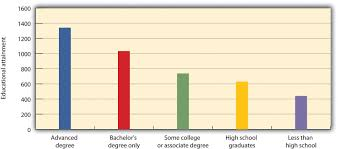 Educational attainment
1600
1400
1200
1000
800
600
400
200
0
Advanced
degree
Bachelor's
degree only
Some college
or associate degree
High school
graduates
Less than
high school